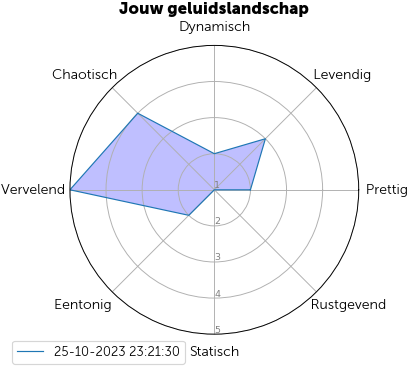 Jouw geluidslandschap
Dynamisch
Chaotisch
Levendig
Vervelend
1
Prettig
2
3
4
Eentonig
Rustgevend
5
25-10-2023 23:21:30
Statisch